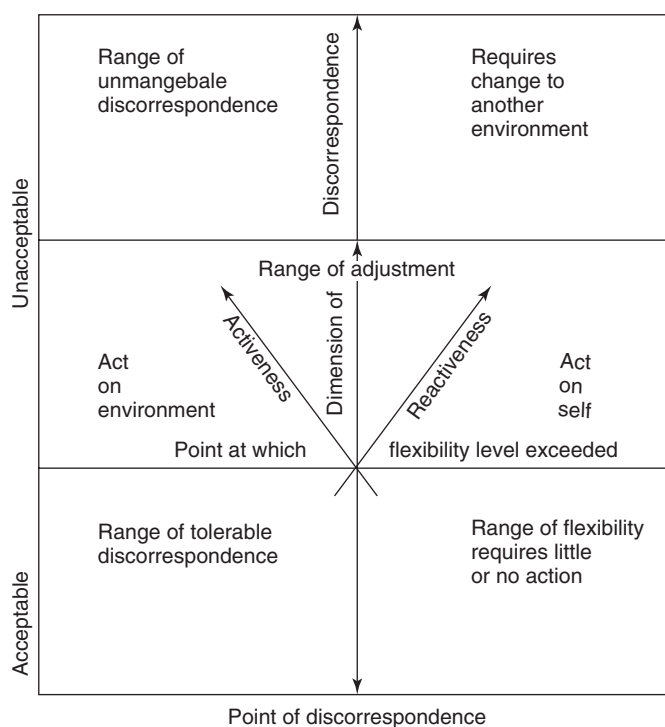 Range of
unmangebale
discorrespondence
Requires
change to
another
environment
Discorrespondence
Unacceptable
Range of adjustment
Dimension of
Activeness
Reactiveness
Act
on
environment
Act
on
self
Point at which flexibility level exceeded
Range of tolerable
discorrespondence
Range of flexibility
requires little
or no action
Acceptable
Point of discorrespondence